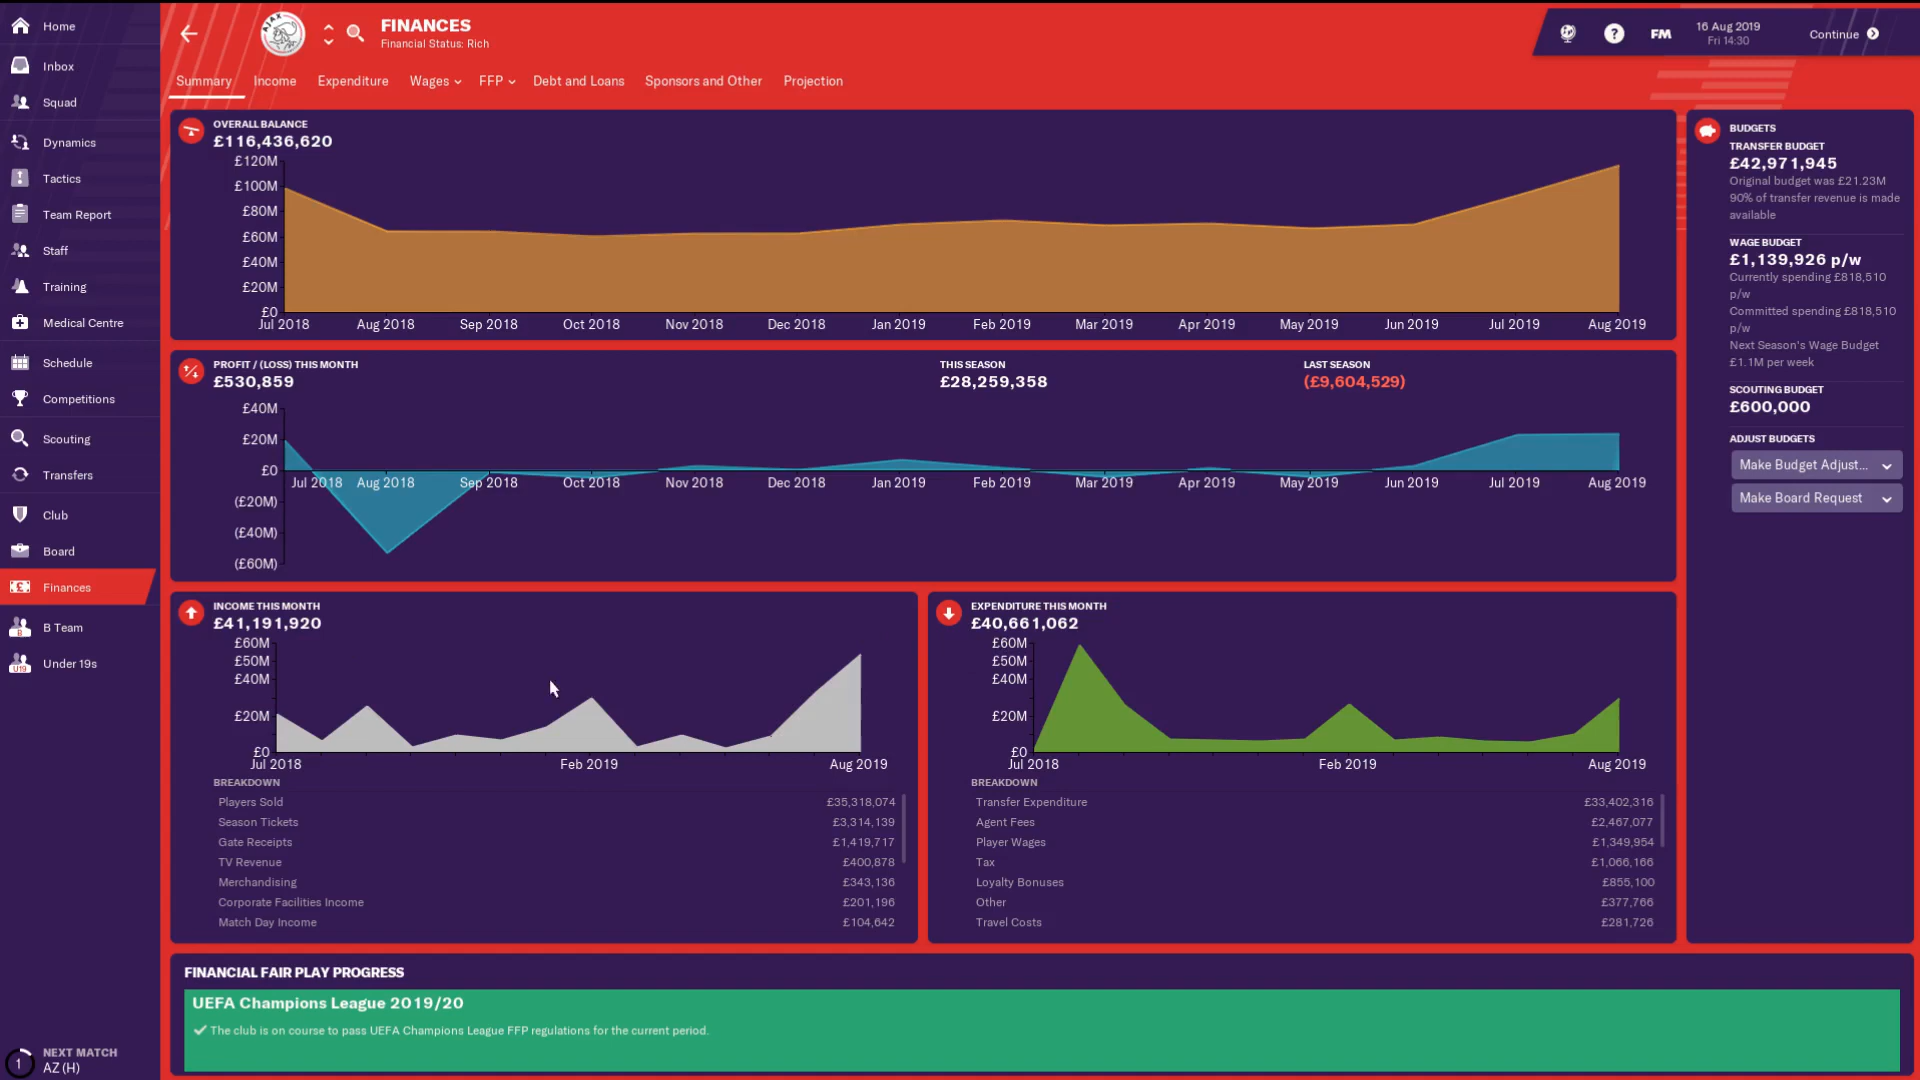 Home
Inbox
Squad
Dynamics
Tactics
Team Report
Staff
Training
Medical Centre
Schedule
Competitions
Scouting
Transfers
Club
Board
Finances
B Team
Under 19s
1
NEXT MATCH
AZ (H)
AJAX
FINANCES
Financial Status: Rich
FM
16 Aug 2019
Fri 14:30
Continue
Summary Income Expenditure Wages FFP Debt and Loans Sponsors and Other Projection
OVERALL BALANCE
£116,436,620
£120M
£100M
£80M
£60M
£40M
£20M
£0
Jul 2018 Aug 2018 Sep 2018 Oct 2018 Nov 2018 Dec 2018 Jan 2019 Feb 2019 Mar 2019 Apr 2019 May 2019 Jun 2019 Jul 2019 Aug 2019
PROFIT / (LOSS) THIS MONTH
£530,859
THIS SEASON
£28,259,358
LAST SEASON
(£9,604,529)
£40M
£20M
£0
(£20M)
(£40M)
(£60M)
Jul 2018 Aug 2018 Sep 2018 Oct 2018 Nov 2018 Dec 2018 Jan 2019 Feb 2019 Mar 2019 Apr 2019 May 2019 Jun 2019 Jul 2019 Aug 2019
INCOME THIS MONTH
£41,191,920
£60M
£50M
£40M
£20M
£0
Jul 2018 Feb 2019 Aug 2019
BREAKDOWN
Players Sold £35,318,074
Season Tickets £3,314,139
Gate Receipts £1,419,717
TV Revenue £400,878
Merchandising £343,136
Corporate Facilities Income £201,196
Match Day Income £104,642
EXPENDITURE THIS MONTH
£40,661,062
£60M
£50M
£40M
£20M
£0
Jul 2018 Feb 2019 Aug 2019
BREAKDOWN
Transfer Expenditure £33,402,316
Agent Fees £2,467,077
Player Wages £1,349,954
Tax £1,066,166
Loyalty Bonuses £855,100
Other £377,766
Travel Costs £281,726
BUDGETS
TRANSFER BUDGET
£42,971,945
Original budget was £21.23M
90% of transfer revenue is made
available
WAGE BUDGET
£1,139,926 p/w
Currently spending £818,510
p/w
Committed spending £818,510
p/w
Next Season's Wage Budget
£1.1M per week
SCOUTING BUDGET
£600,000
ADJUST BUDGETS
Make Budget Adjust...
Make Board Request
FINANCIAL FAIR PLAY PROGRESS
UEFA Champions League 2019/20
The club is on course to pass UEFA Champions League FFP regulations for the current period.